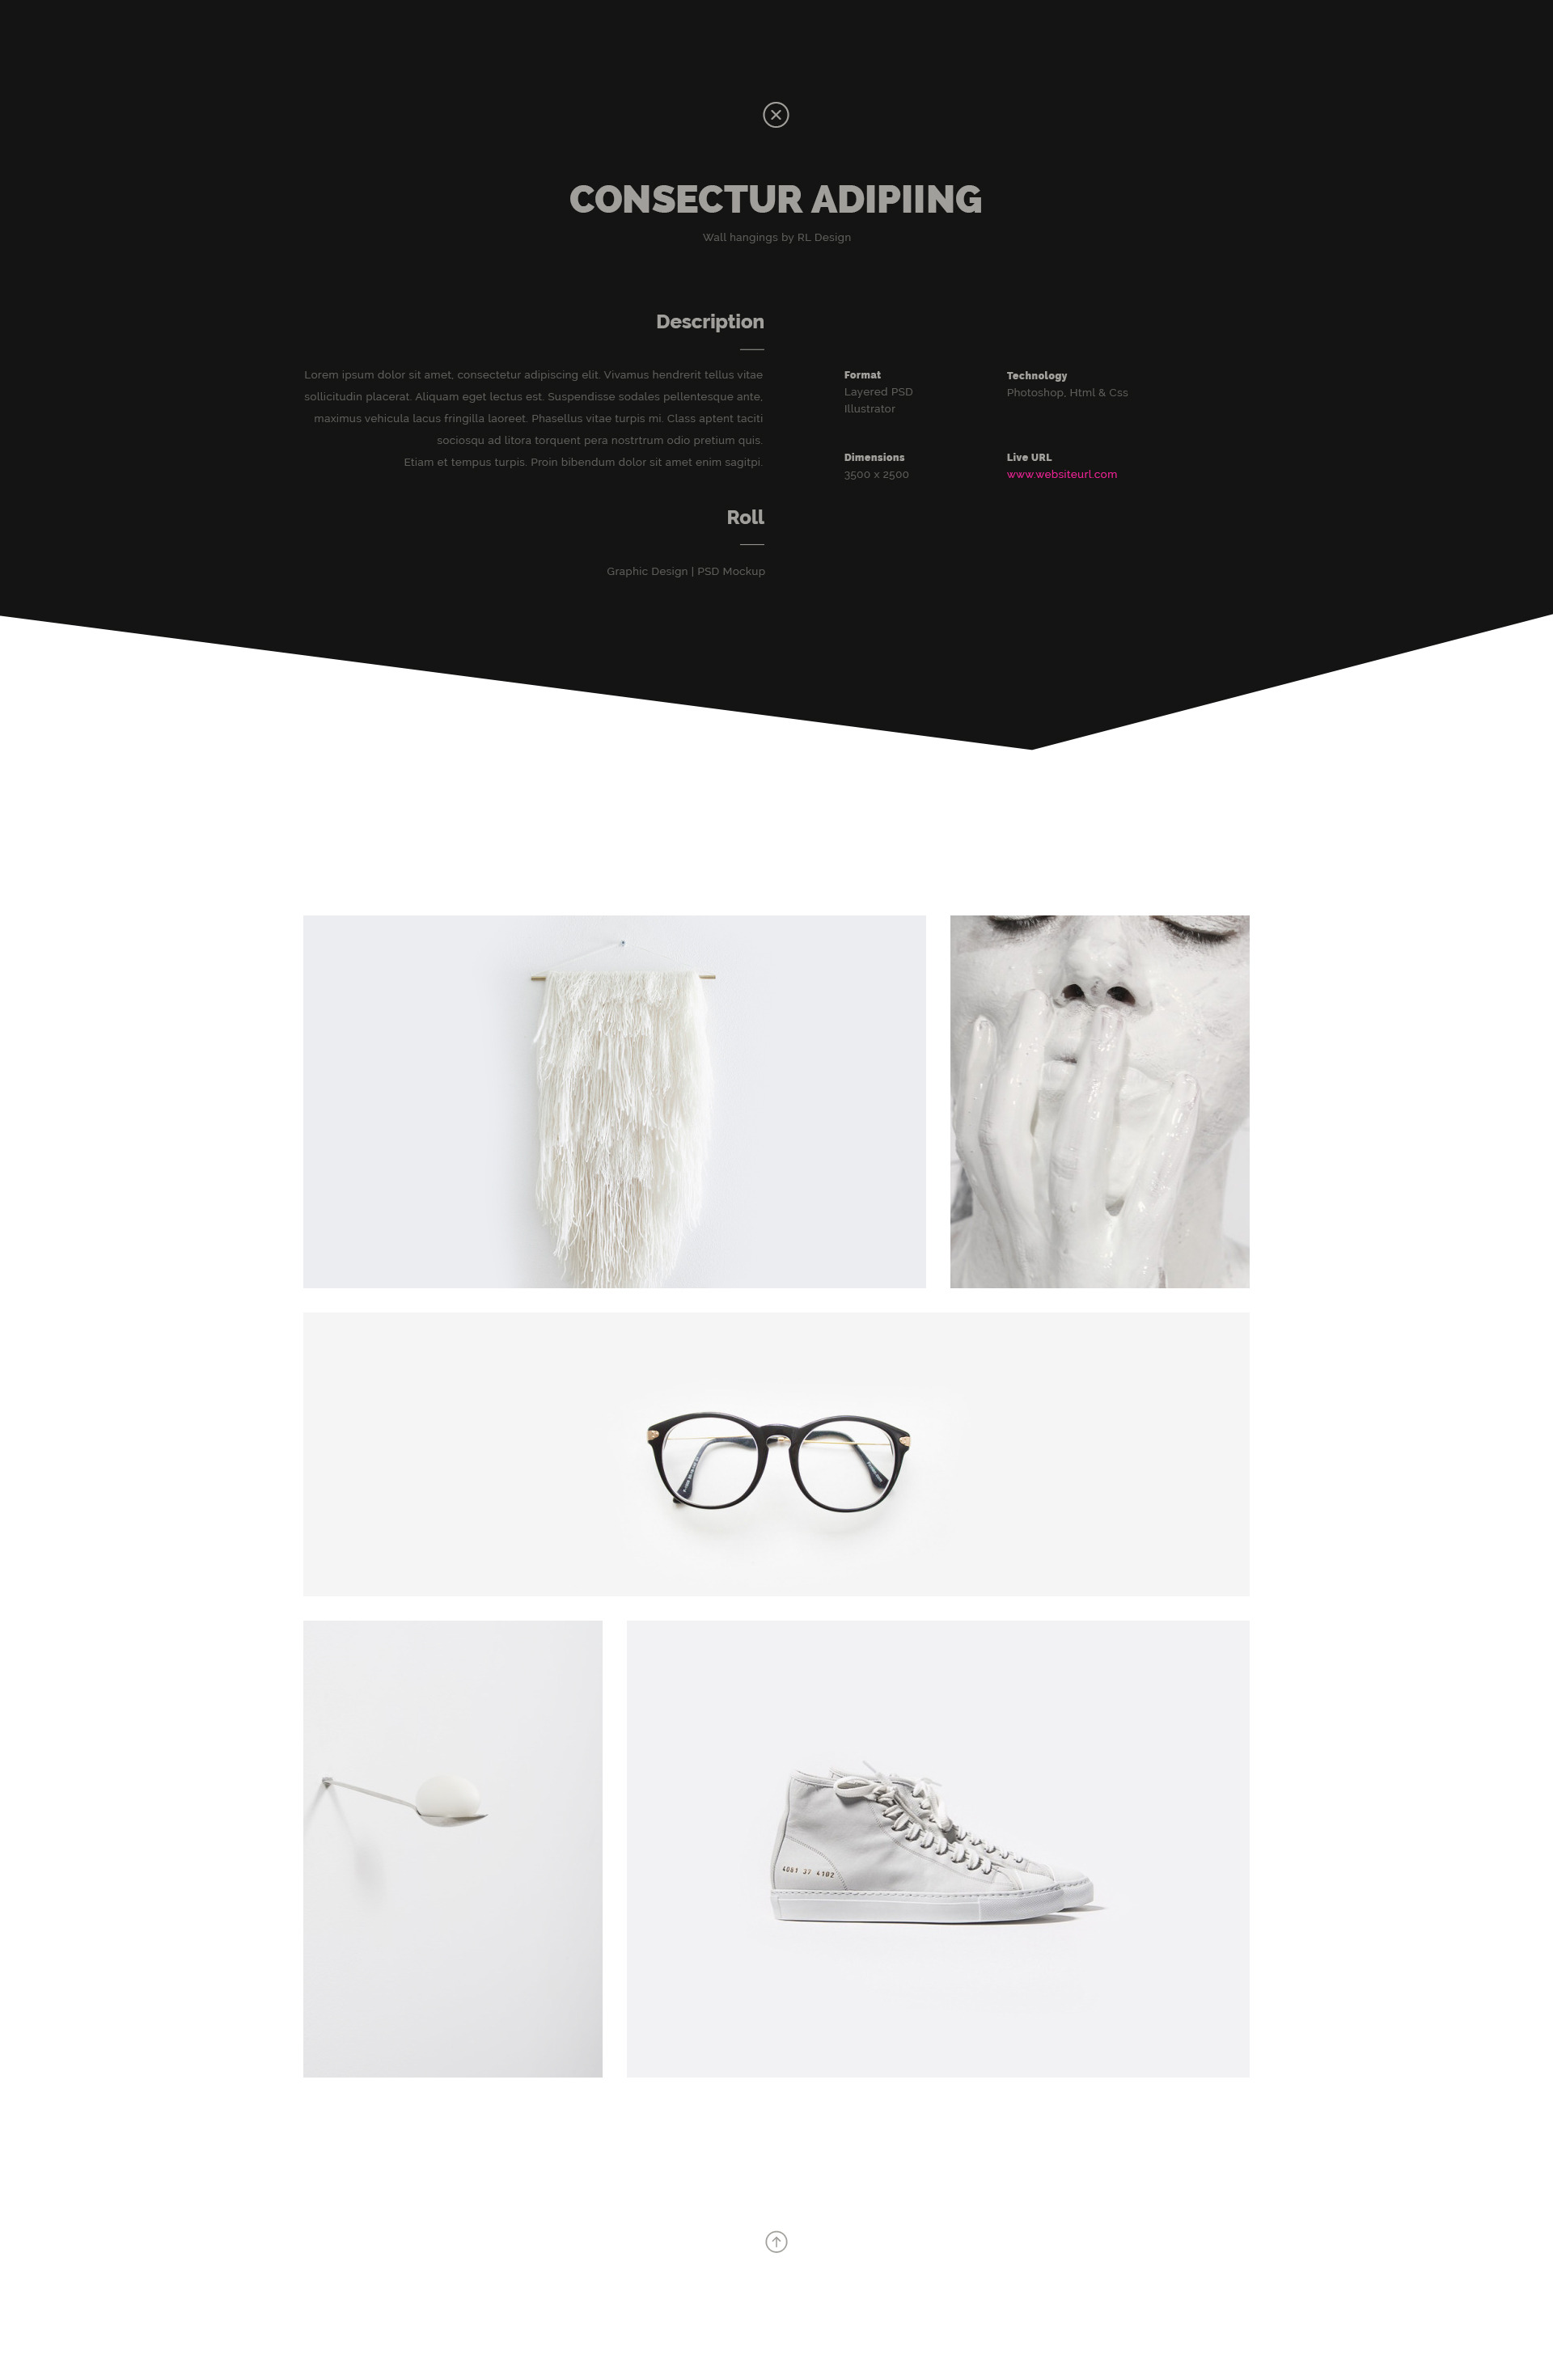 CONSECTUR ADIPIING
Wall hangings by RL Design
Description
Lorem ipsum dolor sit amet, consectetur adipiscing elit. Vivamus hendrerit tellus vitae
sollicitudin placerat. Aliquam eget lectus est. Suspendisse sodales pellentesque ante,
maximus vehicula lacus fringilla laoreet. Phasellus vitae turpis mi. Class aptent taciti
sociosqu ad litora torquent pera nostrtrum odio pretium quis.
Etiam et tempus turpis. Proin bibendum dolor sit amet enim sagitpi.
Roll
Graphic Design | PSD Mockup
Format
Layered PSD
Illustrator
Technology
Photoshop, Html & Css
Dimensions
3500 x 2500
Live URL
www.websiteurl.com
4061 37 4102